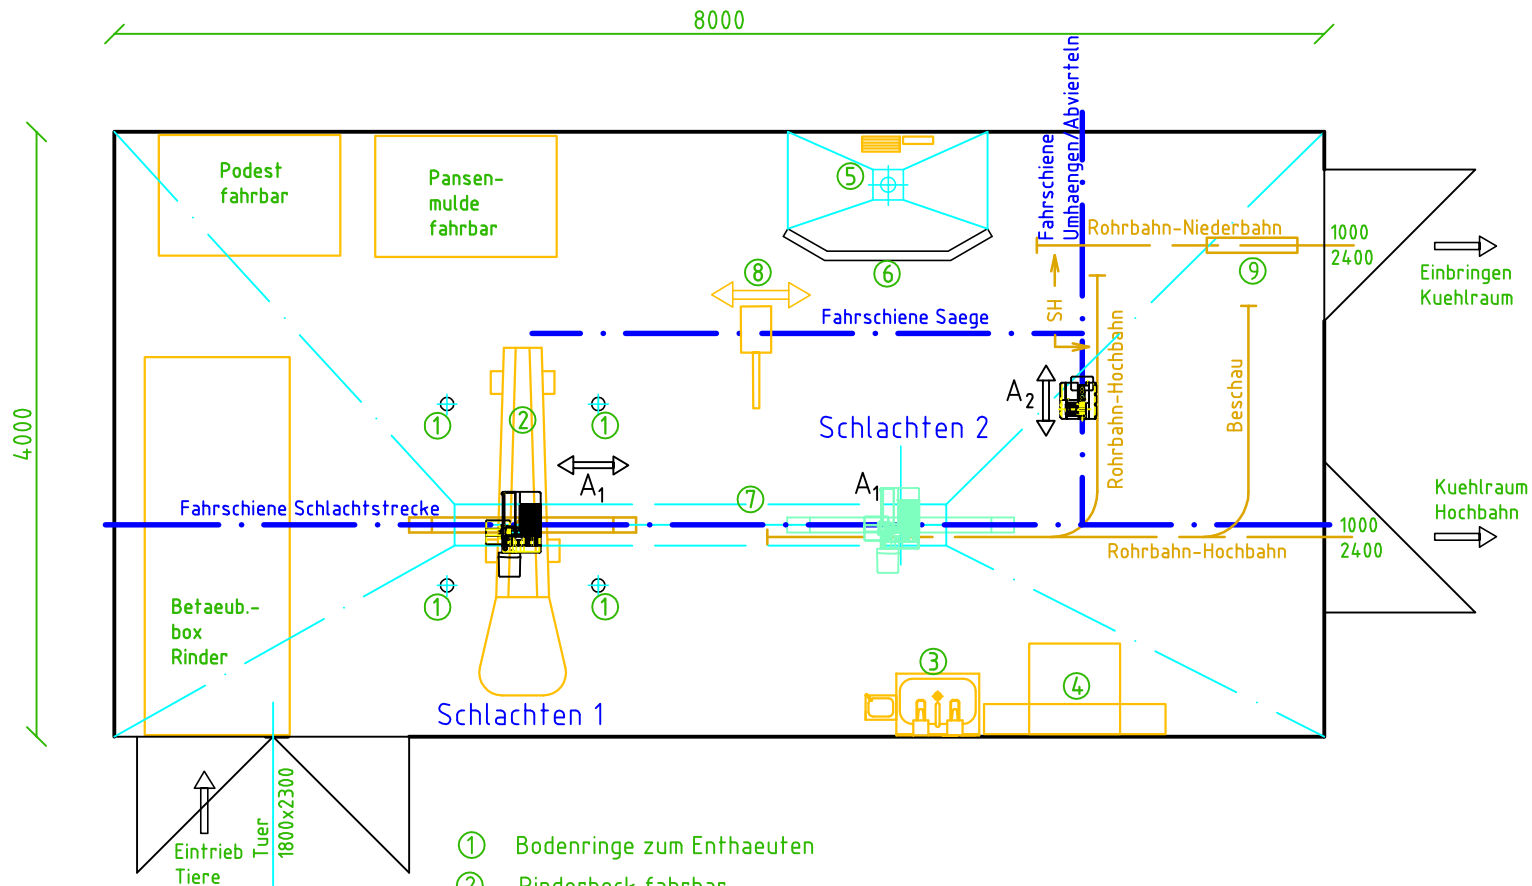 8000
4000
Podest
fahrbar
Pansen-
mulde
fahrbar
5
6
8
Fahrschiene
Umhaengen/Abvierteln
Rohrbahn-Niederbahn
1000
2400
9
Einbringen
Kuehlraum
SH
Fahrschiene Saege
Rohrbahn-Hochbahn
Beschau
A2
1
2
1
Schlachten 2
A1
A1
7
Fahrschiene Schlachtstrecke
Kuehlraum
Hochbahn
1000
2400
Rohrbahn-Hochbahn
1
1
Betaeub.-
box
Rinder
3
4
Schlachten 1
Tuer
1800x2300
Eintrieb
Tiere
1 Bodenringe zum Enthaeuten
2 Rinderbock fahrbar